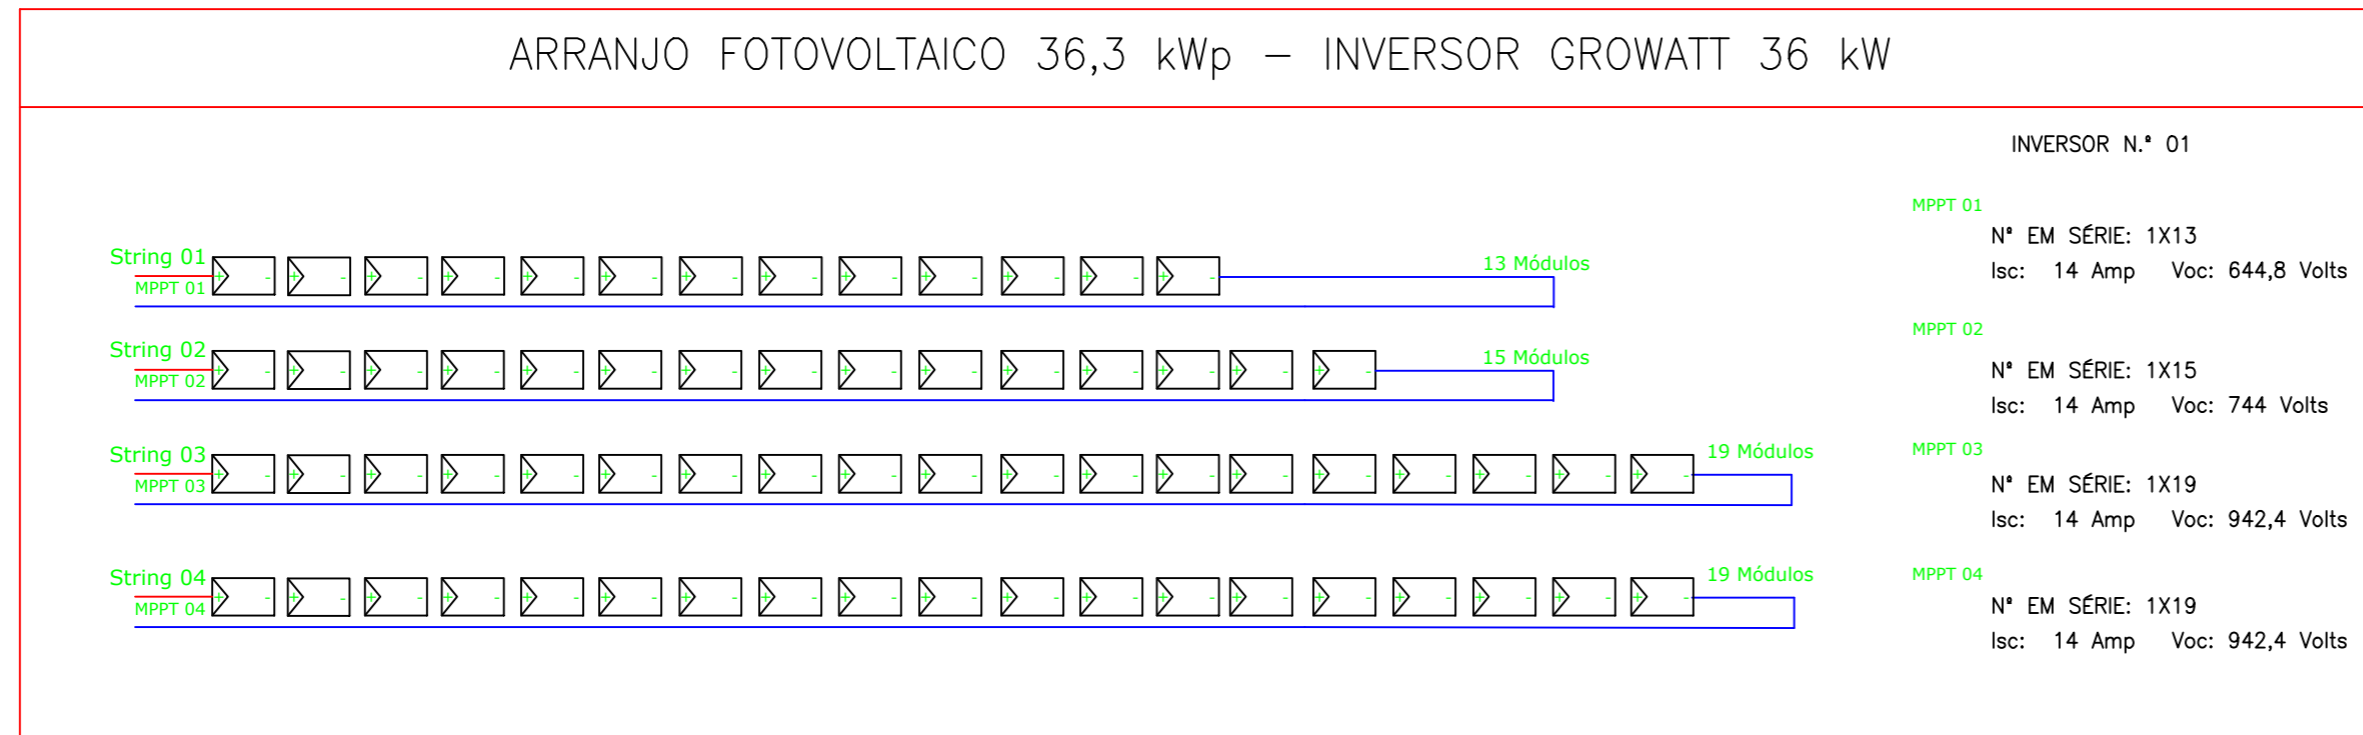 ARRANJO FOTOVOLTAICO 36,3 kWp – INVERSOR GROWATT 36 kW
INVERSOR N.º 01
String 01
MPPT 01
13 Módulos
MPPT 01
Nº EM SÉRIE: 1X13
Isc: 14 Amp Voc: 644,8 Volts
String 02
MPPT 02
15 Módulos
MPPT 02
Nº EM SÉRIE: 1X15
Isc: 14 Amp Voc: 744 Volts
String 03
MPPT 03
19 Módulos
MPPT 03
Nº EM SÉRIE: 1X19
Isc: 14 Amp Voc: 942,4 Volts
String 04
MPPT 04
19 Módulos
MPPT 04
Nº EM SÉRIE: 1X19
Isc: 14 Amp Voc: 942,4 Volts